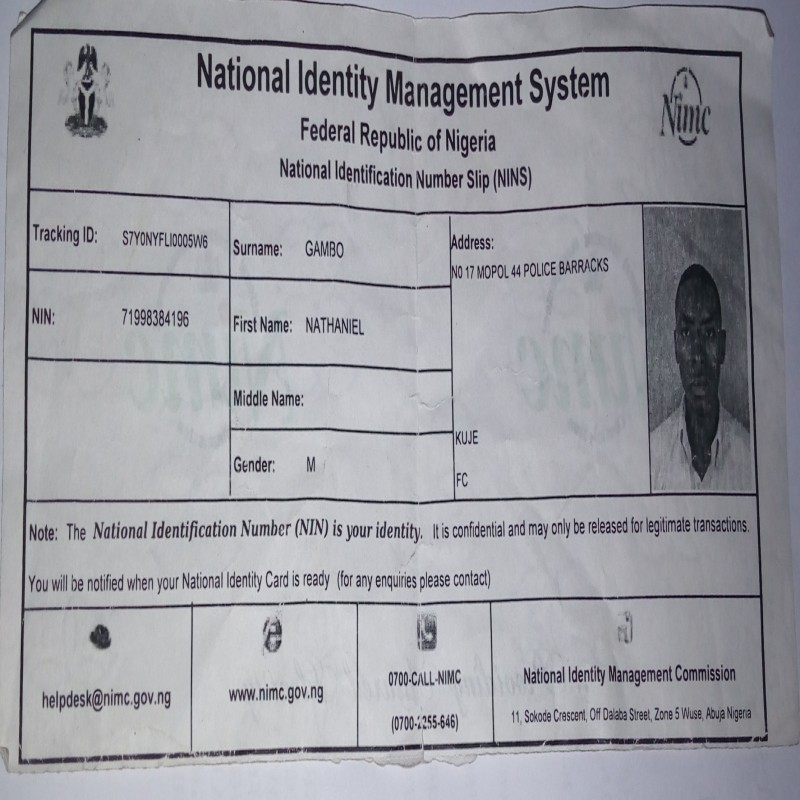 National Identity Management System
Federal Republic of Nigeria
National Identification Number Slip (NINS)
Nimc
Tracking ID: S7Y0NYFLI0005W6
Surname: GAMBO
Address:
N0 17 MOPOL 44 POLICE BARRACKS
NIN: 71998384196
First Name: NATHANIEL
Middle Name:
KUJE
Gender: M
FC
Note: The National Identification Number (NIN) is your identity. It is confidential and may only be released for legitimate transactions.
You will be notified when your National Identity Card is ready (for any enquiries please contact)
helpdesk@nimc.gov.ng
www.nimc.gov.ng
0700-CALL-NIMC
(0700-2255-646)
National Identity Management Commission
11, Sokode Crescent, Off Dalaba Street, Zone 5 Wuse, Abuja Nigeria